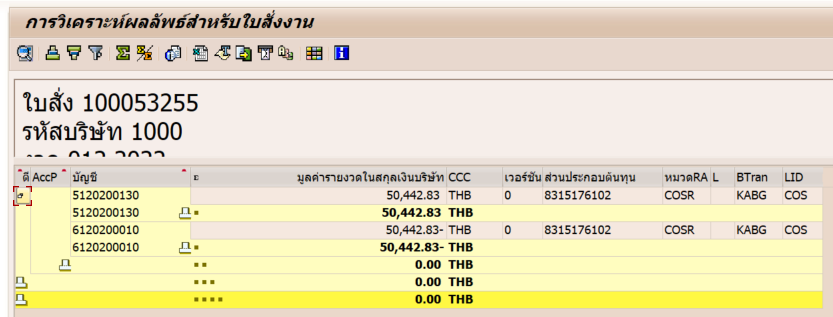 การวิเคราะห์ผลลัพธ์สำหรับใบสั่งงาน
ใบสั่ง 100053255
รหัสบริษัท 1000
งวด 012 2022
ดี AccP บัญชี มูลค่ารายงวดในสกุลเงินบริษัท CCC เวอร์ชัน ส่วนประกอบต้นทุน หมวดRA L BTran LID
5120200130 50,442.83 THB 0 8315176102 COSR KABG COS
5120200130 50,442.83 THB
6120200010 50,442.83- THB 0 8315176102 COSR KABG COS
6120200010 50,442.83- THB
0.00 THB
0.00 THB
0.00 THB